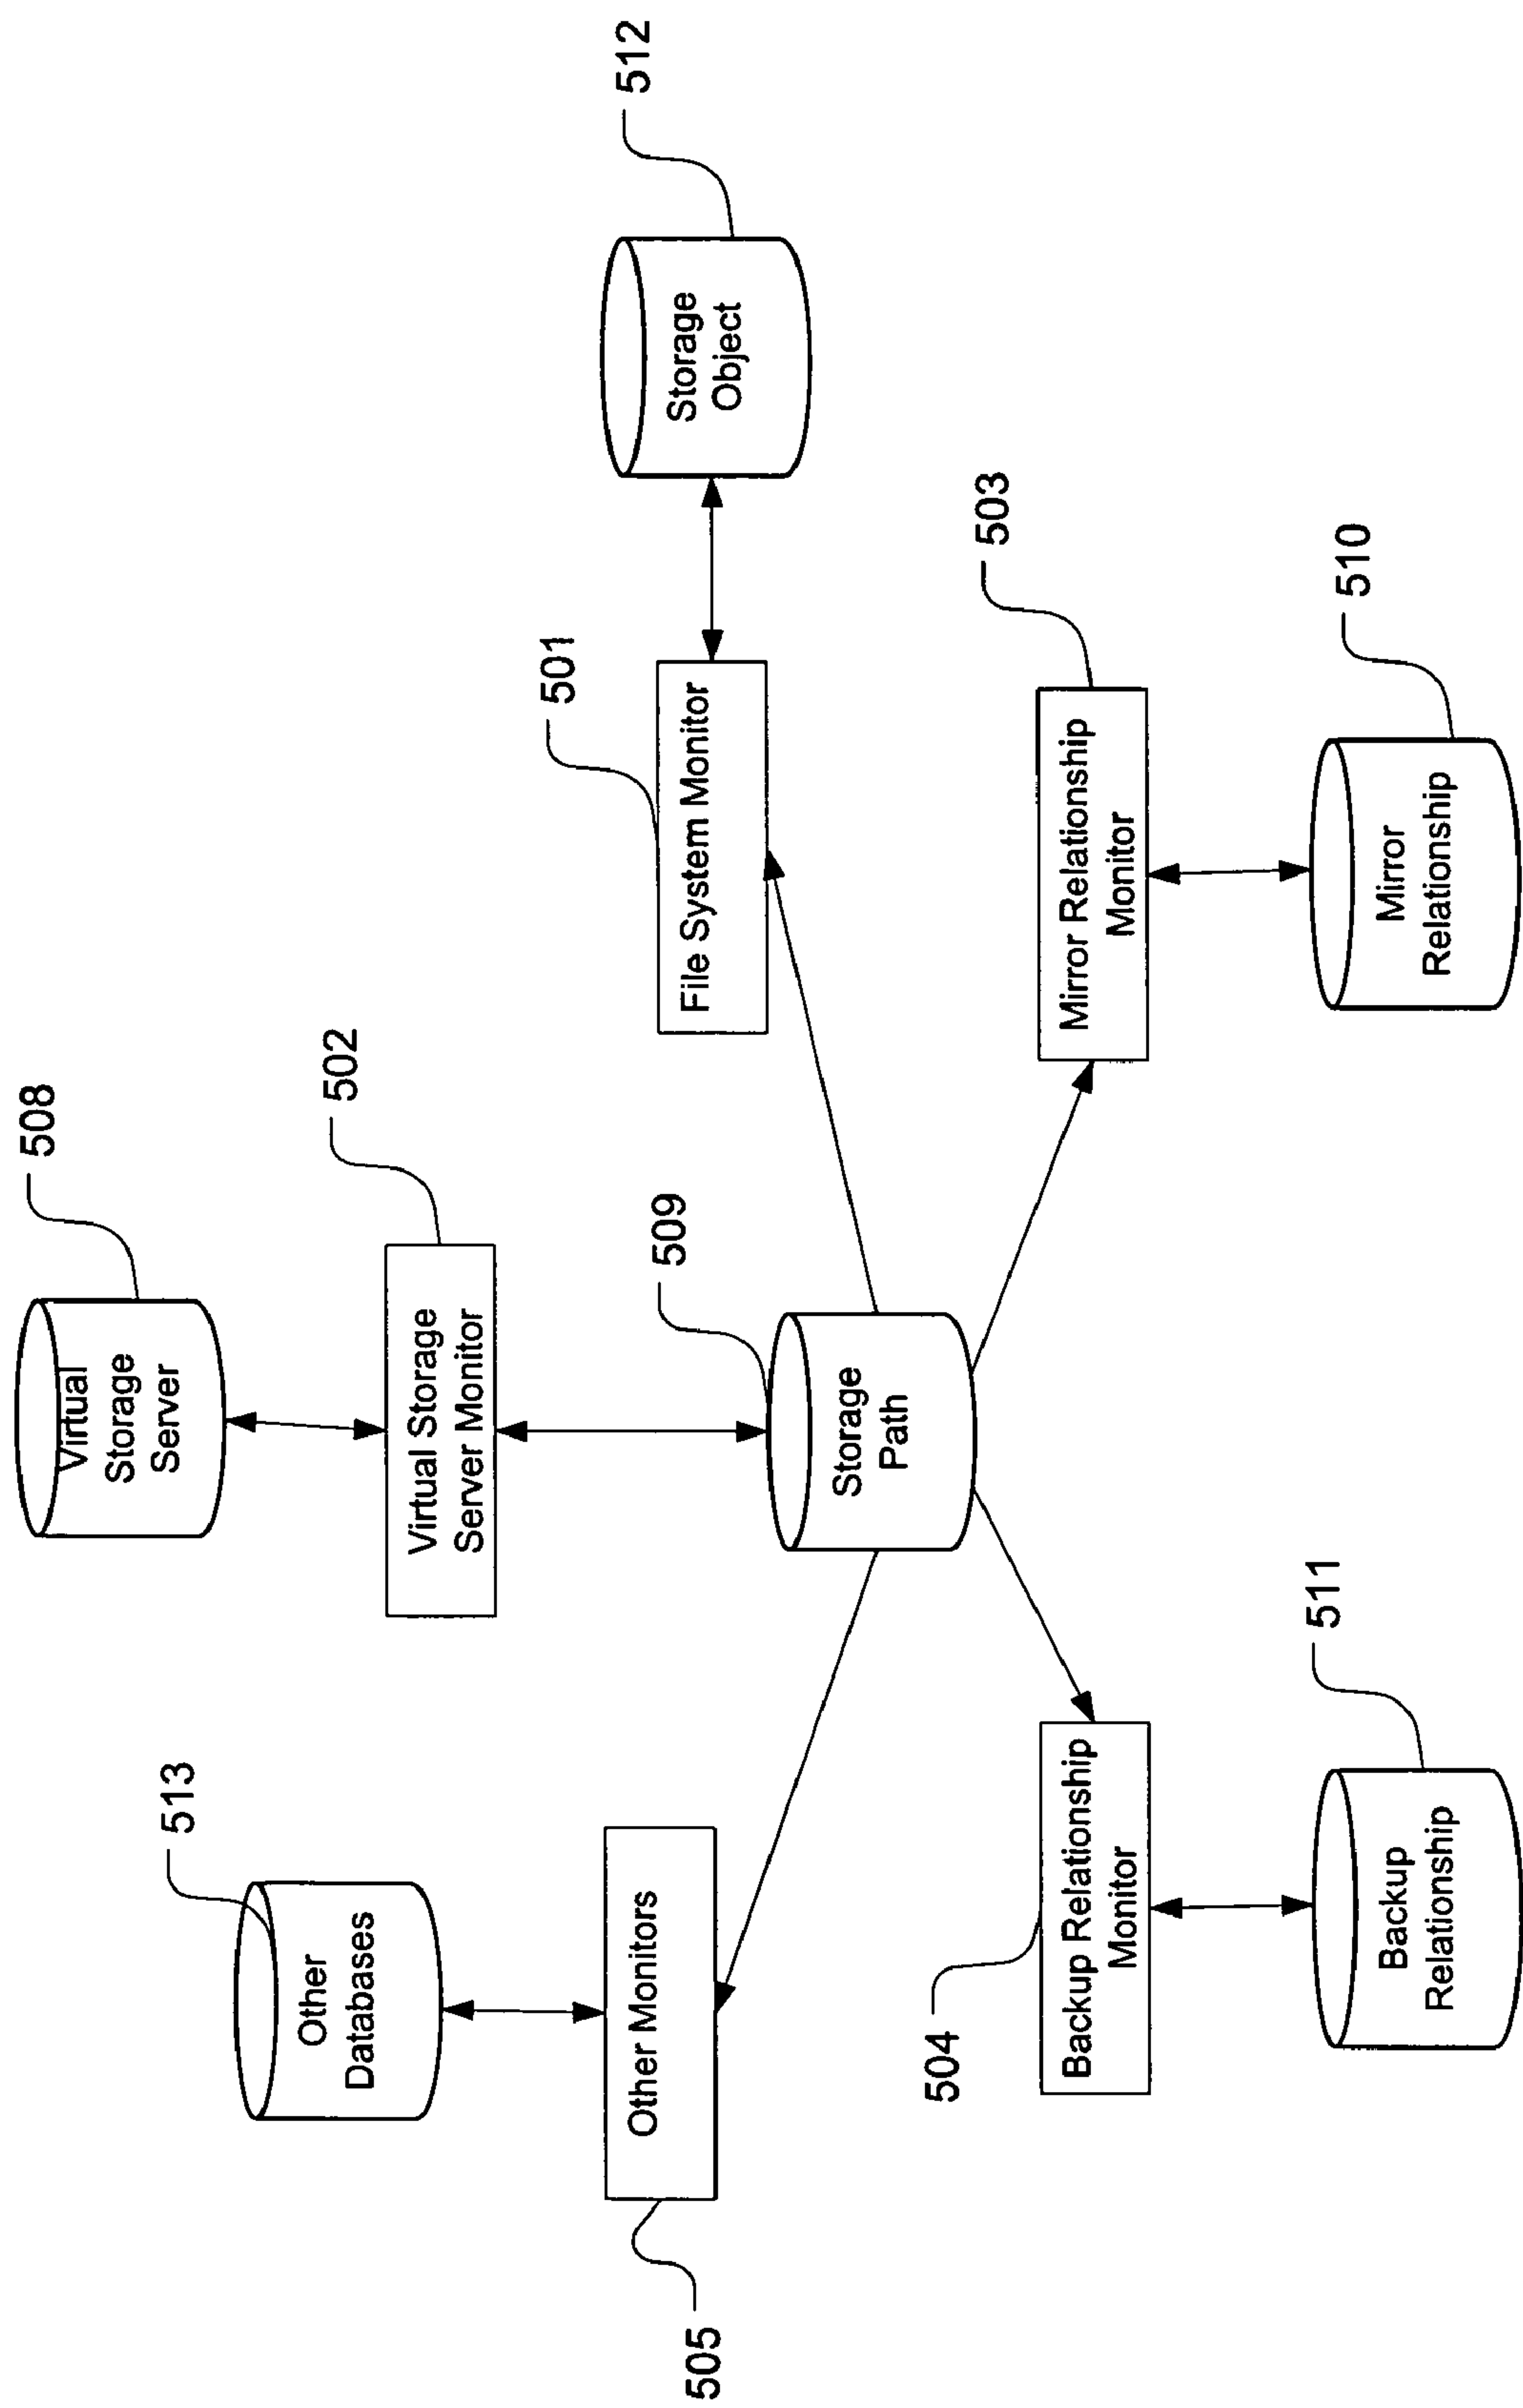 508
Virtual
Storage
Server
513
Other
Databases
502
Virtual Storage
Server Monitor
501
File System Monitor
512
Storage
Object
505
Other Monitors
509
Storage
Path
504
Backup Relationship
Monitor
503
Mirror Relationship
Monitor
511
Backup
Relationship
510
Mirror
Relationship